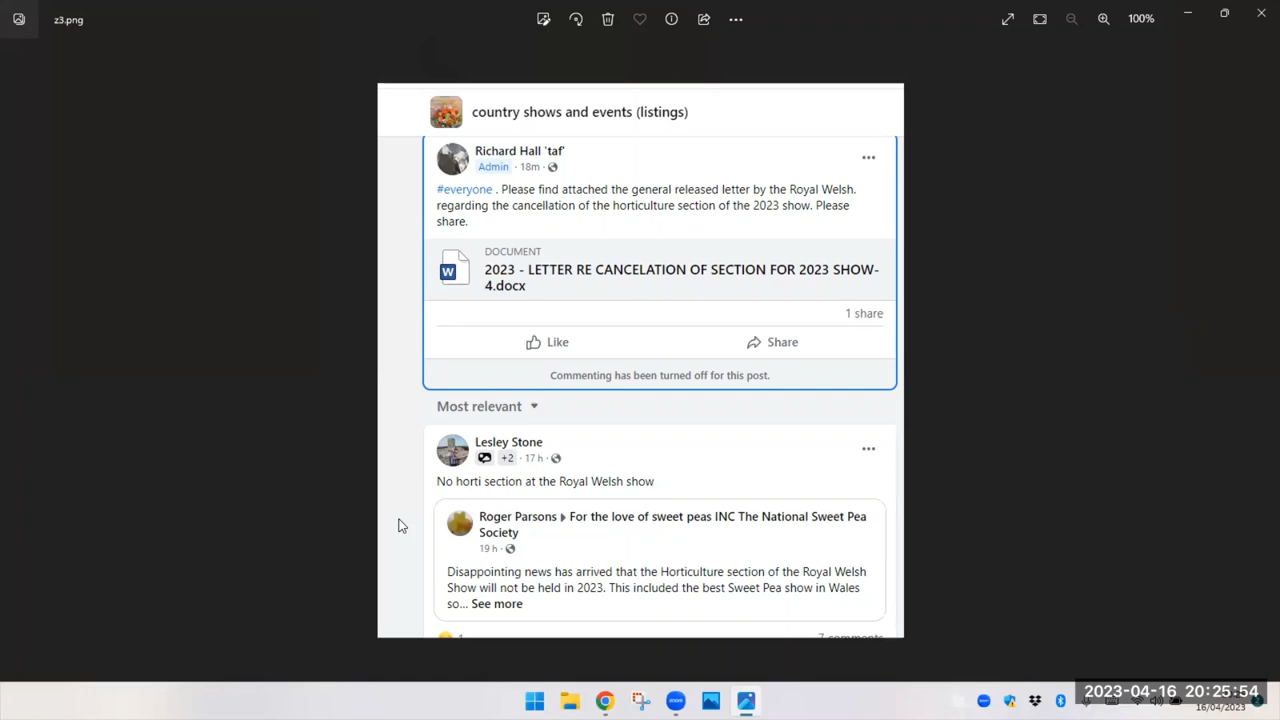 z3.png
100%
country shows and events (listings)
Richard Hall 'taf'
Admin · 18m ·
#everyone . Please find attached the general released letter by the Royal Welsh.
regarding the cancellation of the horticulture section of the 2023 show. Please
share.
DOCUMENT
W
2023 - LETTER RE CANCELATION OF SECTION FOR 2023 SHOW-
4.docx
1 share
Like
Share
Commenting has been turned off for this post.
Most relevant
Lesley Stone
+2 · 17 h ·
No horti section at the Royal Welsh show
Roger Parsons For the love of sweet peas INC The National Sweet Pea
Society
19 h ·
Disappointing news has arrived that the Horticulture section of the Royal Welsh
Show will not be held in 2023. This included the best Sweet Pea show in Wales
so... See more
1
7 comments
zoom
zoom
2023-04-16 20:25:54
16/04/2023